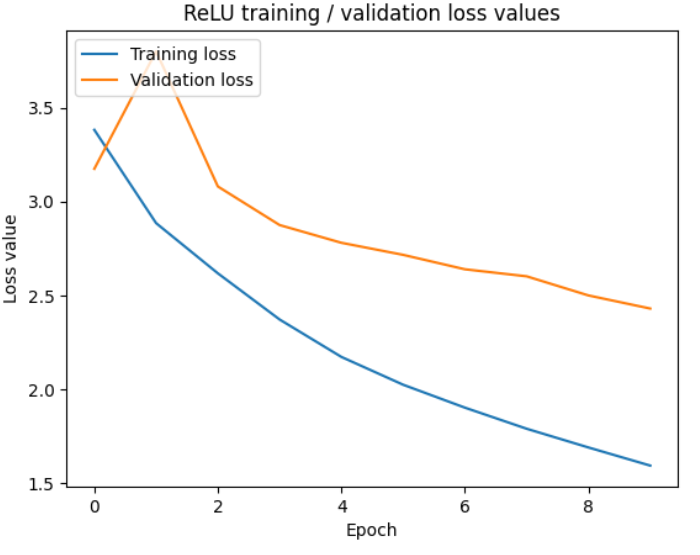 ReLU training / validation loss values
Training loss
Validation loss
3.5
3.0
2.5
2.0
1.5
Loss value
0 2 4 6 8
Epoch